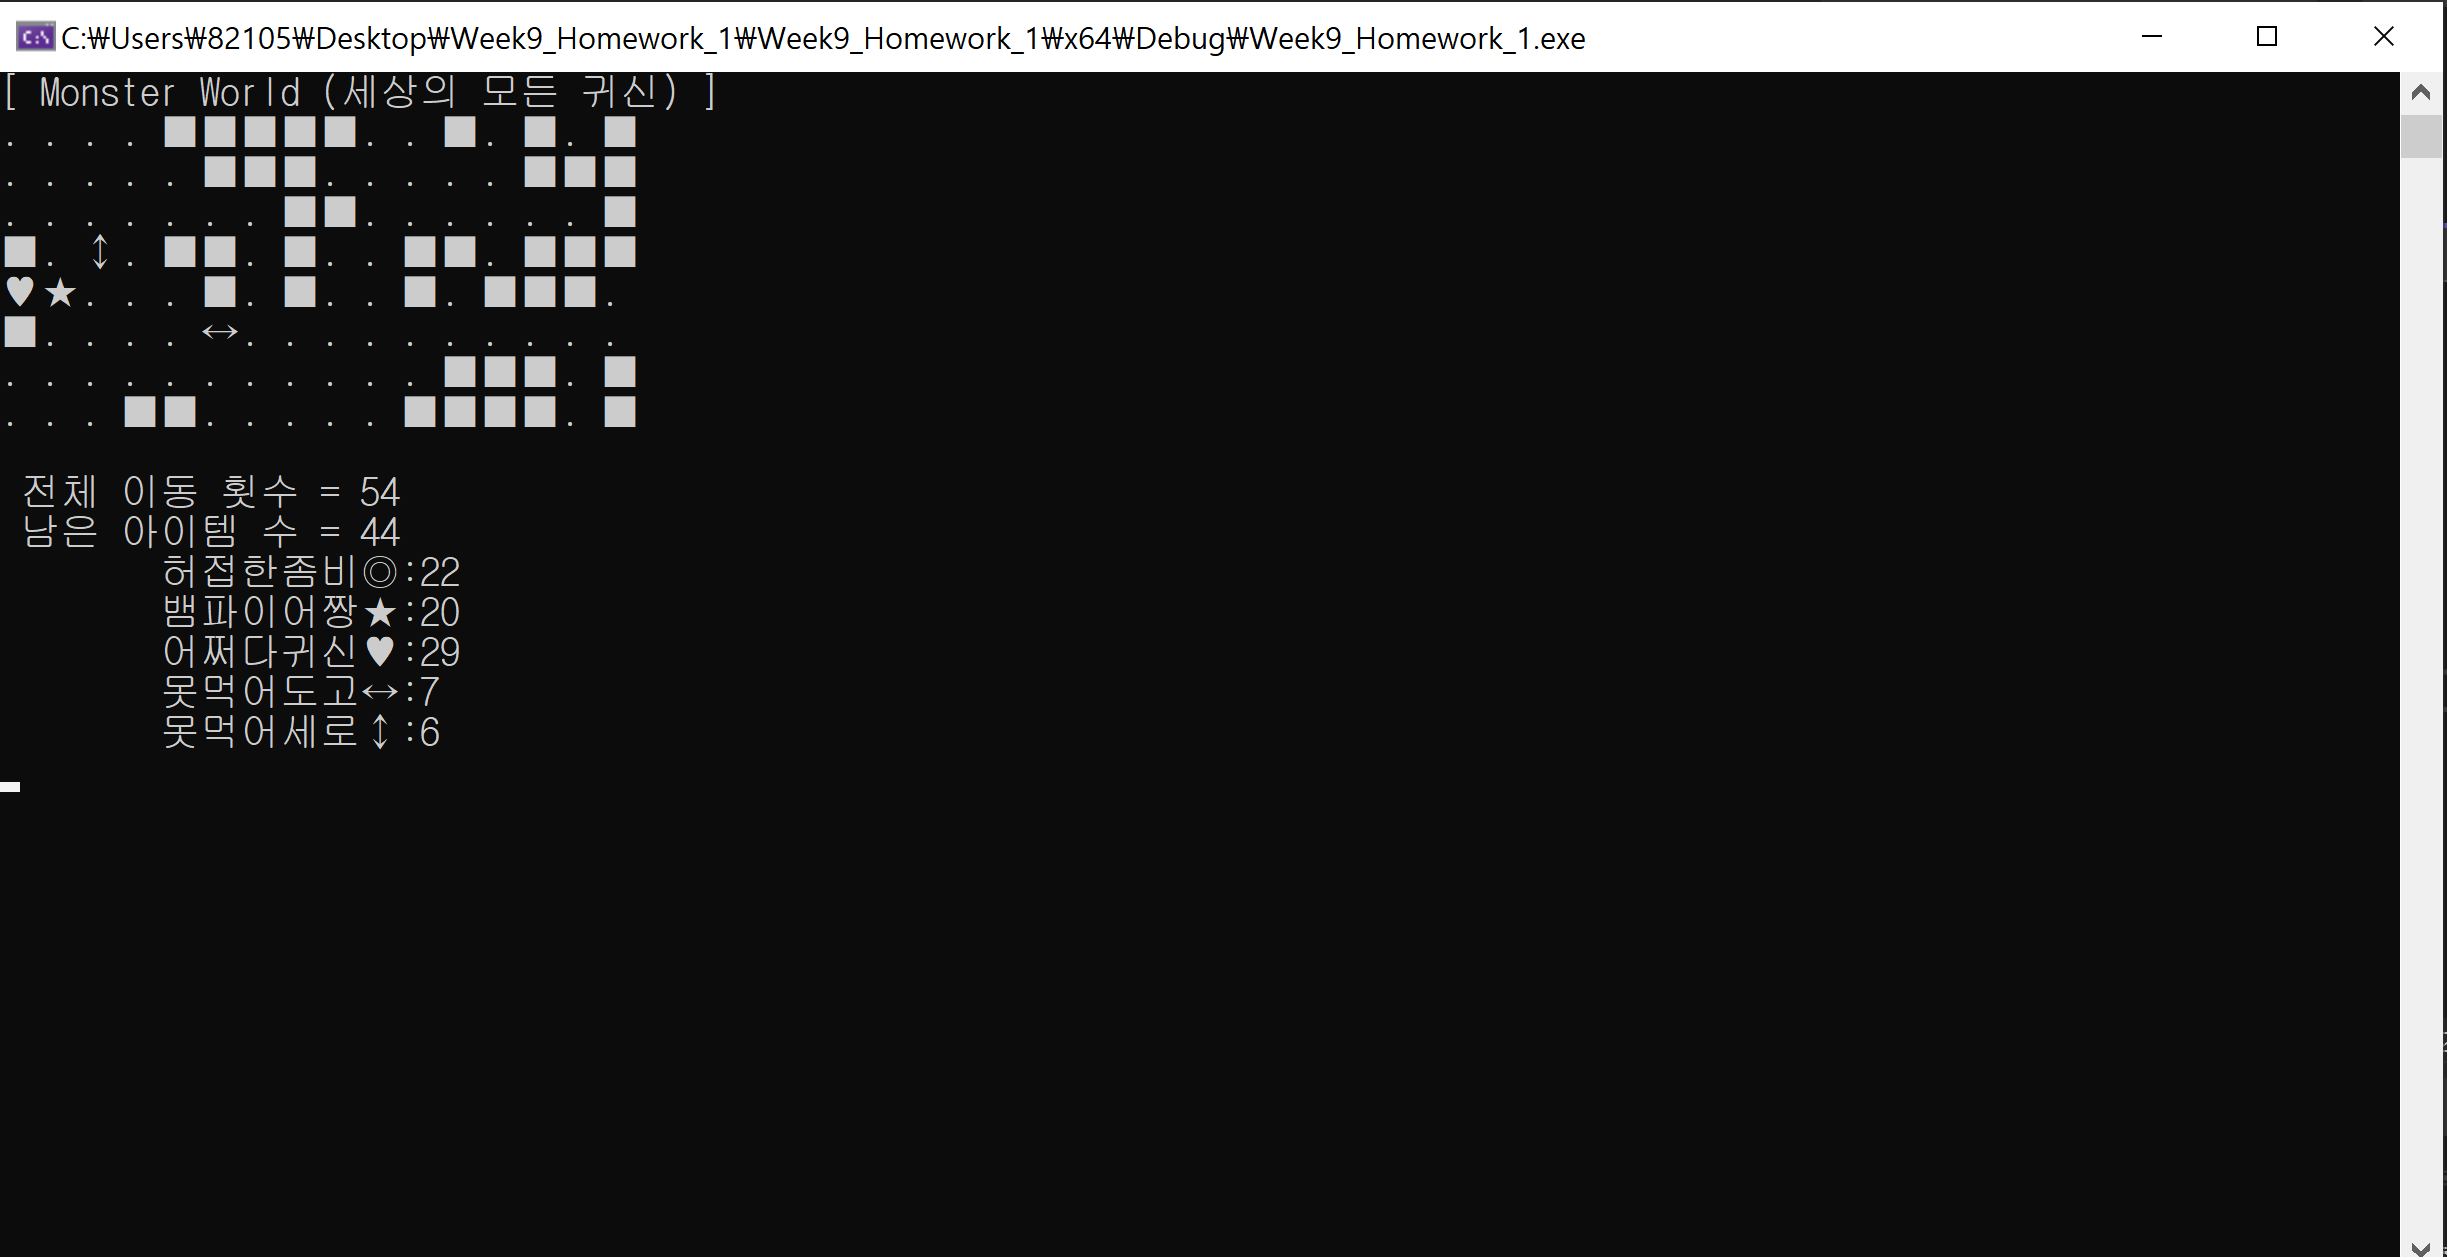 C:₩Users₩82105₩Desktop₩Week9_Homework_1₩Week9_Homework_1₩x64₩Debug₩Week9_Homework_1.exe
[ Monster World (세상의 모든 귀신) ]
. . . . ■■■■■. . ■. ■. ■
. . . . . ■■■. . . . . ■■■
. . . . . . . ■■. . . . . . ■
■. ↕. ■■. ■. . ■■. ■■■
♥★. . . ■. ■. . ■. ■■■.
■. . . . ↔. . . . . . . . . .
. . . . . . . . . . . ■■■. ■
. . . ■■. . . . . ■■■■. ■
전체 이동 횟수 = 54
남은 아이템 수 = 44
허접한좀비◎:22
뱀파이어짱★:20
어쩌다귀신♥:29
못먹어도고↔:7
못먹어세로↕:6